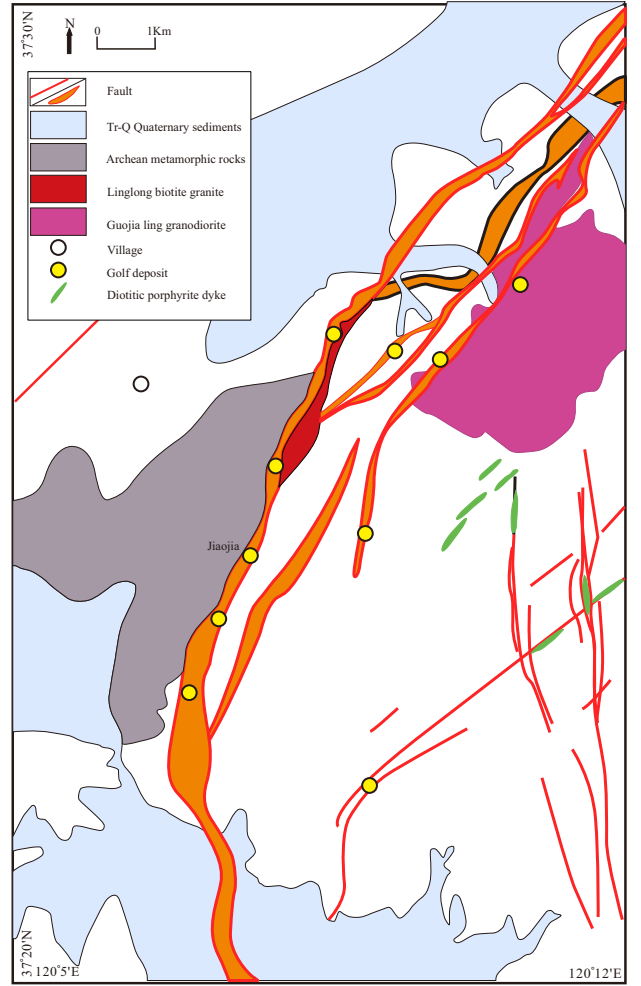 37°30'N
N
0 1Km
Fault
Tr-Q Quaternary sediments
Archean metamorphic rocks
Linglong biotite granite
Guojia ling granodiorite
Village
Golf deposit
Diotitic porphyrite dyke
Jiaojia
37°20'N
120°5'E 120°12'E